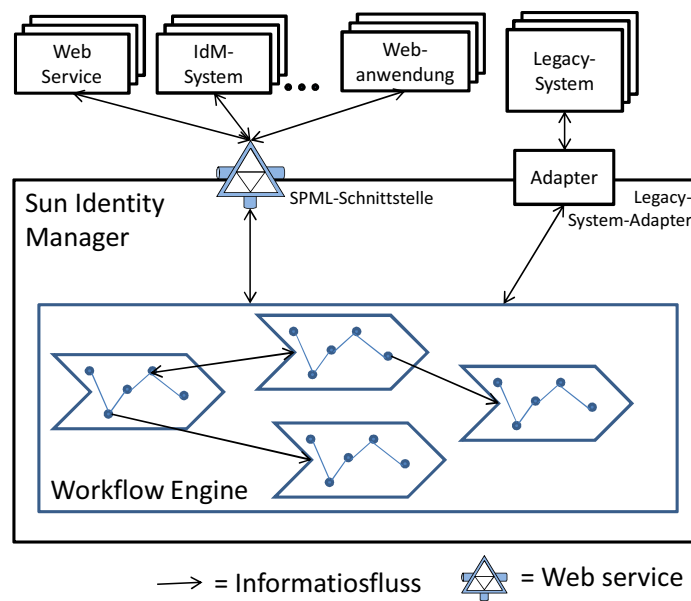 Web
Service
IdM-
System
Web-
anwendung
Legacy-
System
Adapter
SPML-Schnittstelle
Legacy-
System-Adapter
Sun Identity
Manager
Workflow Engine
= Informatiosfluss
= Web service